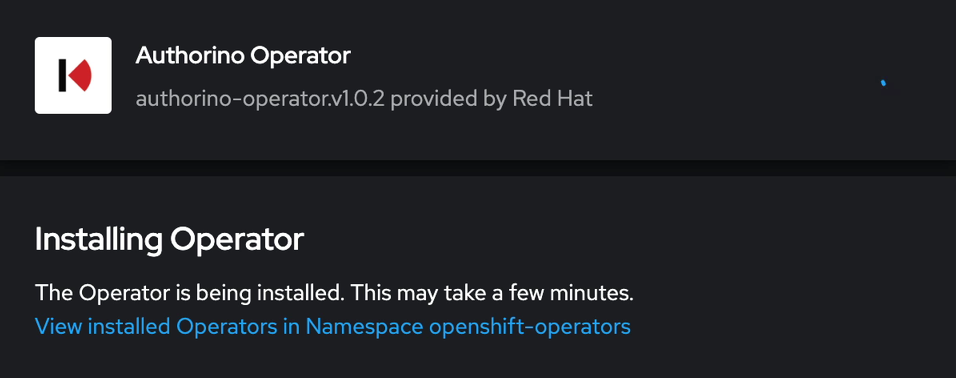 Authorino Operator
authorino-operator.v1.0.2 provided by Red Hat
Installing Operator
The Operator is being installed. This may take a few minutes.
View installed Operators in Namespace openshift-operators